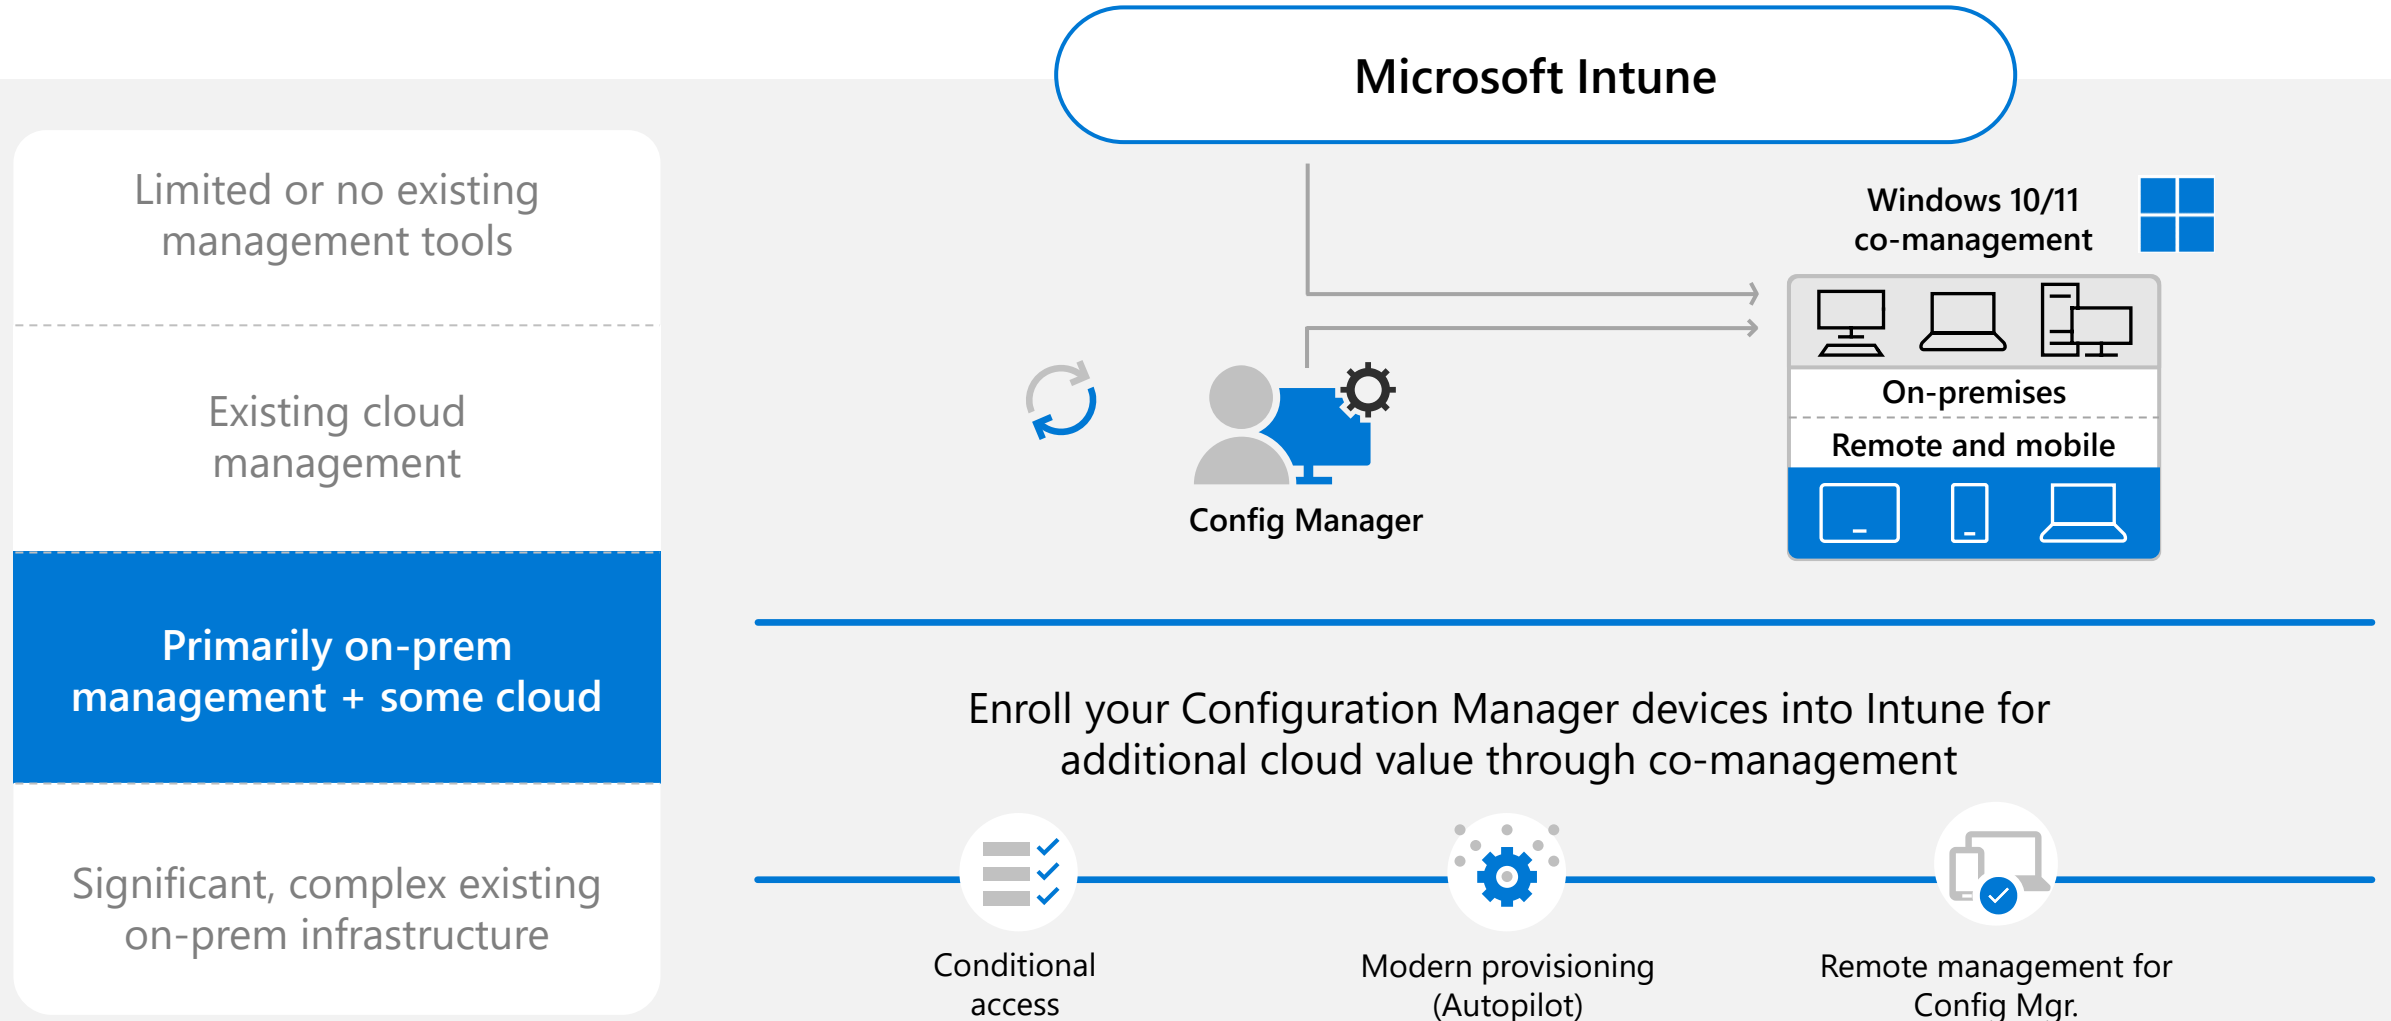 Microsoft Intune
Limited or no existing
management tools
Existing cloud
management
Primarily on-prem
management + some cloud
Significant, complex existing
on-prem infrastructure
Windows 10/11
co-management
On-premises
Remote and mobile
Config Manager
Enroll your Configuration Manager devices into Intune for
additional cloud value through co-management
Conditional
access
Modern provisioning
(Autopilot)
Remote management for
Config Mgr.